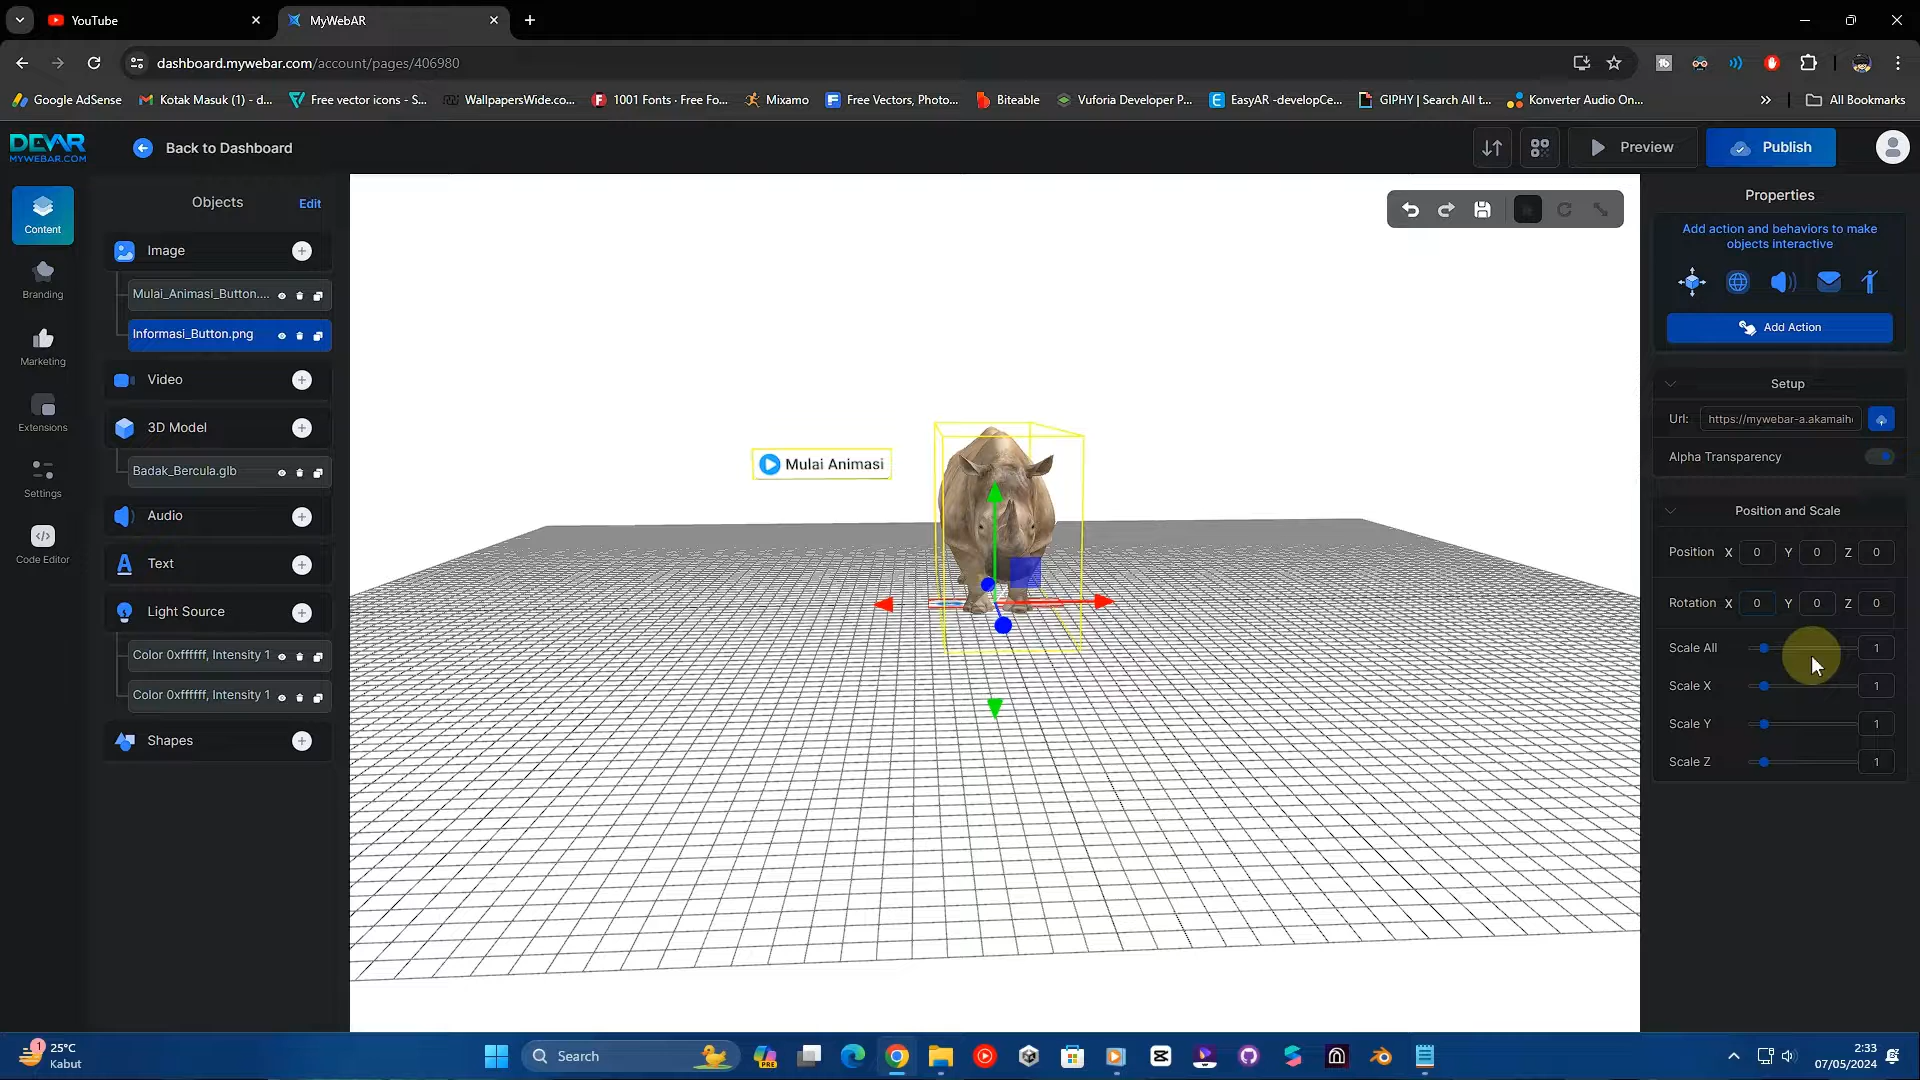 YouTube
MyWebAR
dashboard.mywebar.com/account/pages/406980
Google AdSense
Kotak Masuk (1) - d...
Free vector icons - S...
WallpapersWide.co...
1001 Fonts · Free Fo...
Mixamo
Free Vectors, Photo...
Biteable
Vuforia Developer P...
EasyAR -developCe...
GIPHY | Search All t...
Konverter Audio On...
All Bookmarks
DEVAR
MYWEBAR.COM
Back to Dashboard
Preview
Publish
Content
Branding
Marketing
Extensions
Settings
Code Editor
Objects
Edit
Image
Mulai_Animasi_Button....
Informasi_Button.png
Video
3D Model
Badak_Bercula.glb
Audio
Text
Light Source
Color 0xffffff, Intensity 1
Color 0xffffff, Intensity 1
Shapes
Mulai Animasi
Properties
Add action and behaviors to make
objects interactive
Add Action
Setup
Url: https://mywebar-a.akamaih
Alpha Transparency
Position and Scale
Position X 0 Y 0 Z 0
Rotation X 0 Y 0 Z 0
Scale All 1
Scale X 1
Scale Y 1
Scale Z 1
1
25°C
Kabut
Search
PRE
2:33
07/05/2024